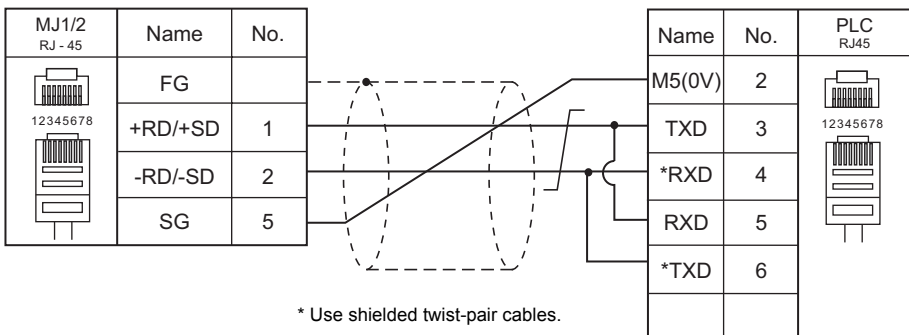 MJ1/2
RJ - 45
Name No.
FG
+RD/+SD 1
-RD/-SD 2
SG 5
12345678
Name No.
PLC
RJ45
M5(0V) 2
TXD 3
*RXD 4
RXD 5
*TXD 6
12345678
* Use shielded twist-pair cables.